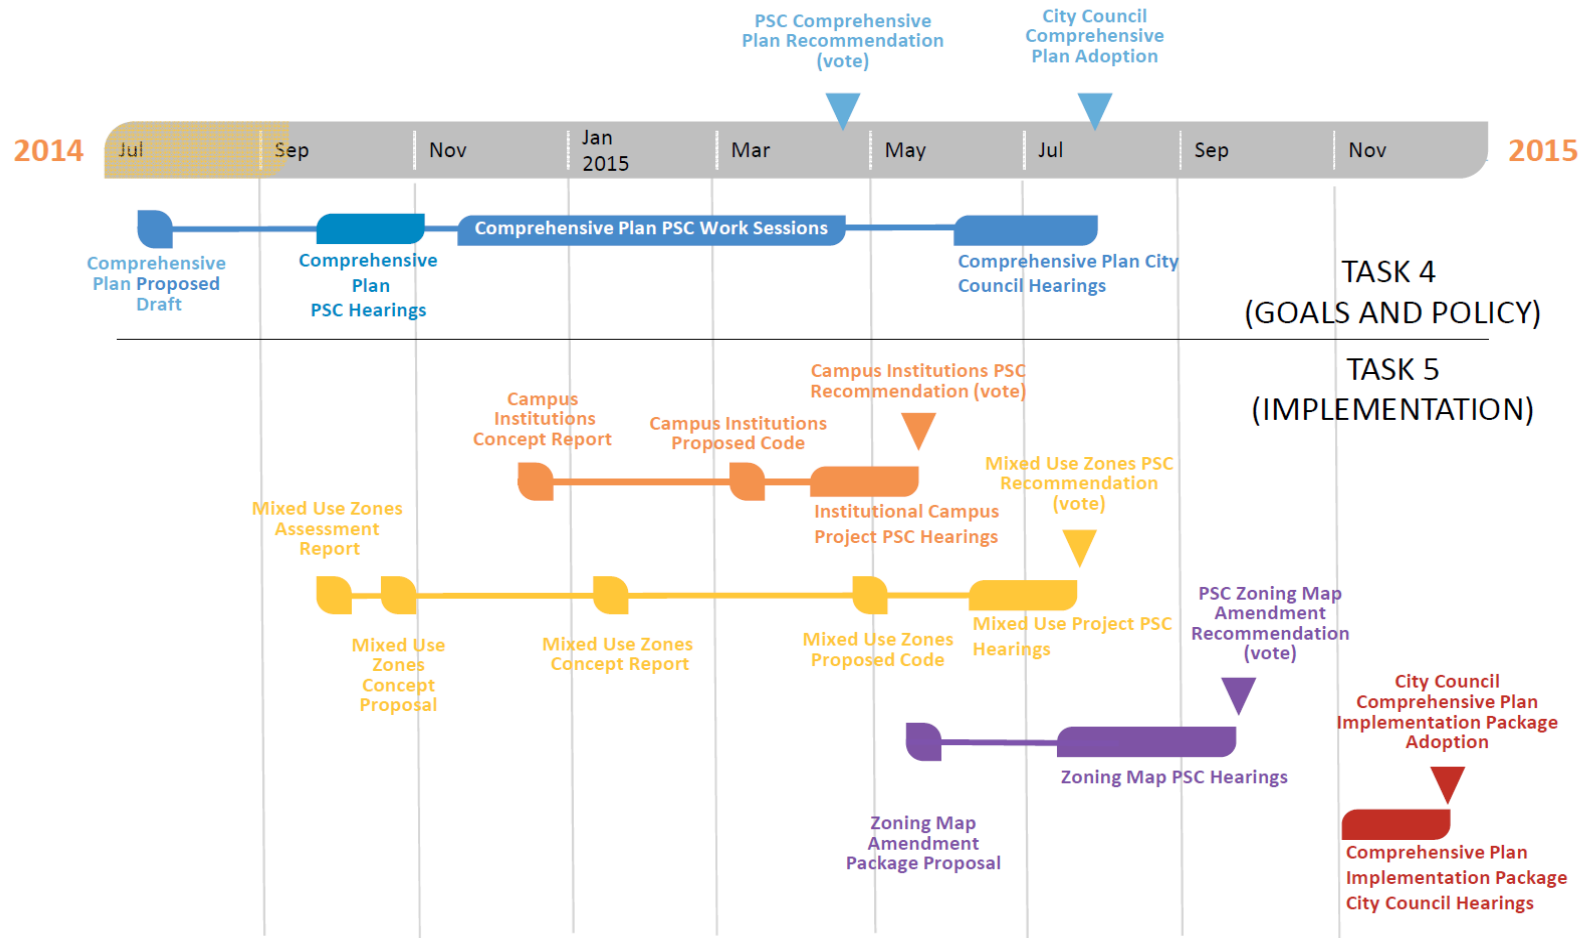 PSC Comprehensive
Plan Recommendation
(vote)
City Council
Comprehensive
Plan Adoption
2014
Jul
Sep
Nov
Jan
2015
Mar
May
Jul
Sep
Nov
2015
Comprehensive Plan PSC Work Sessions
Comprehensive
Plan Proposed
Draft
Comprehensive
Plan
PSC Hearings
Comprehensive Plan City
Council Hearings
TASK 4
(GOALS AND POLICY)
TASK 5
(IMPLEMENTATION)
Campus Institutions PSC
Recommendation (vote)
Campus
Institutions
Concept Report
Campus Institutions
Proposed Code
Institutional Campus
Project PSC Hearings
Mixed Use Zones PSC
Recommendation
(vote)
Mixed Use Zones
Assessment
Report
Mixed Use
Zones
Concept
Proposal
Mixed Use Zones
Concept Report
Mixed Use Zones
Proposed Code
Mixed Use Project PSC
Hearings
PSC Zoning Map
Amendment
Recommendation
(vote)
Zoning Map PSC Hearings
Zoning Map
Amendment
Package Proposal
City Council
Comprehensive Plan
Implementation Package
Adoption
Comprehensive Plan
Implementation Package
City Council Hearings